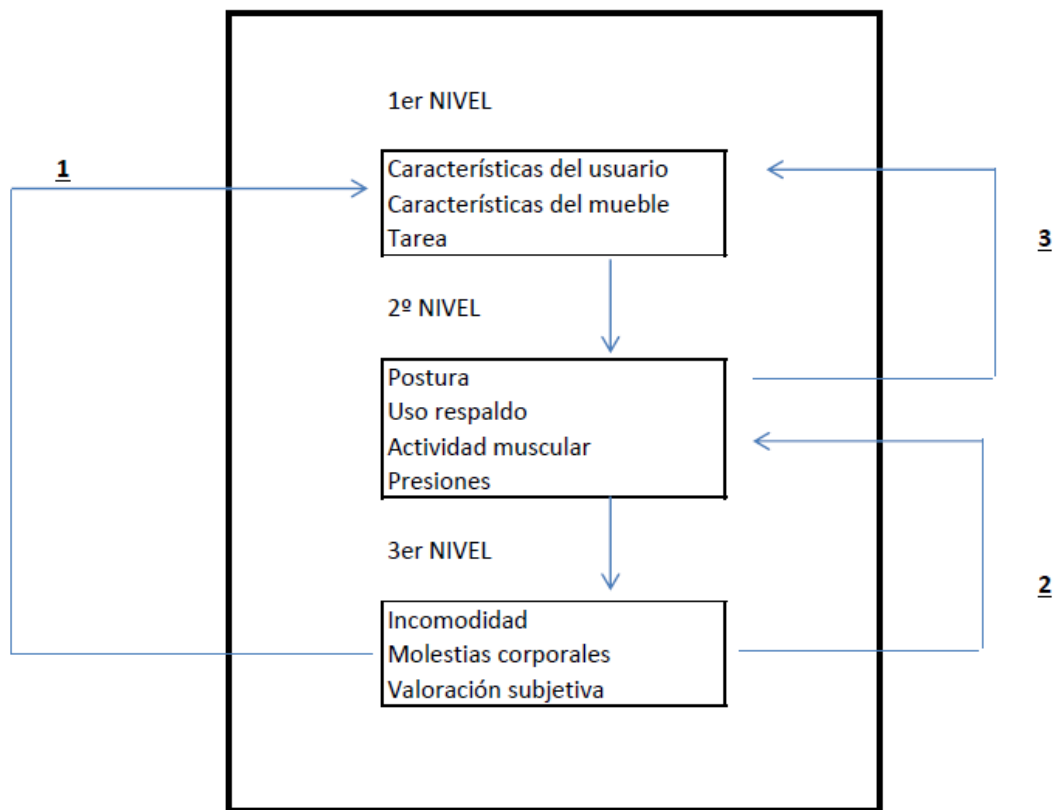 1er NIVEL
1
Características del usuario
Características del mueble
Tarea
3
2º NIVEL
Postura
Uso respaldo
Actividad muscular
Presiones
3er NIVEL
2
Incomodidad
Molestias corporales
Valoración subjetiva